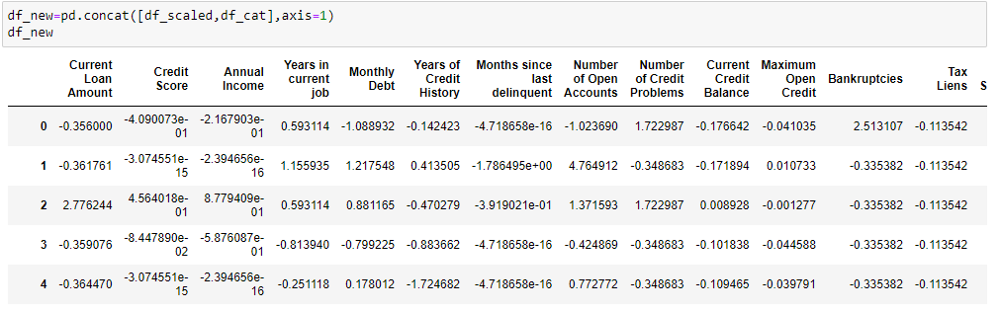 df_new=pd.concat([df_scaled,df_cat],axis=1)
df_new
Current Loan Amount Credit Score Annual Income Years in current job Monthly Debt Years of Credit History Months since last delinquent Number of Open Accounts Number of Credit Problems Current Credit Balance Maximum Open Credit Bankruptcies Tax Liens S
0 -0.356000 -4.090073e-01 -2.167903e-01 0.593114 -1.088932 -0.142423 -4.718658e-16 -1.023690 1.722987 -0.176642 -0.041035 2.513107 -0.113542
1 -0.361761 -3.074551e-15 -2.394656e-16 1.155935 1.217548 0.413505 -1.786495e+00 4.764912 -0.348683 -0.171894 0.010733 -0.335382 -0.113542
2 2.776244 4.564018e-01 8.779409e-01 0.593114 0.881165 -0.470279 -3.919021e-01 1.371593 1.722987 0.008928 -0.001277 -0.335382 -0.113542
3 -0.359076 -8.447890e-02 -5.876087e-01 -0.813940 -0.799225 -0.883662 -4.718658e-16 -0.424869 -0.348683 -0.101838 -0.044588 -0.335382 -0.113542
4 -0.364470 -3.074551e-15 -2.394656e-16 -0.251118 0.178012 -1.724682 -4.718658e-16 0.772772 -0.348683 -0.109465 -0.039791 -0.335382 -0.113542